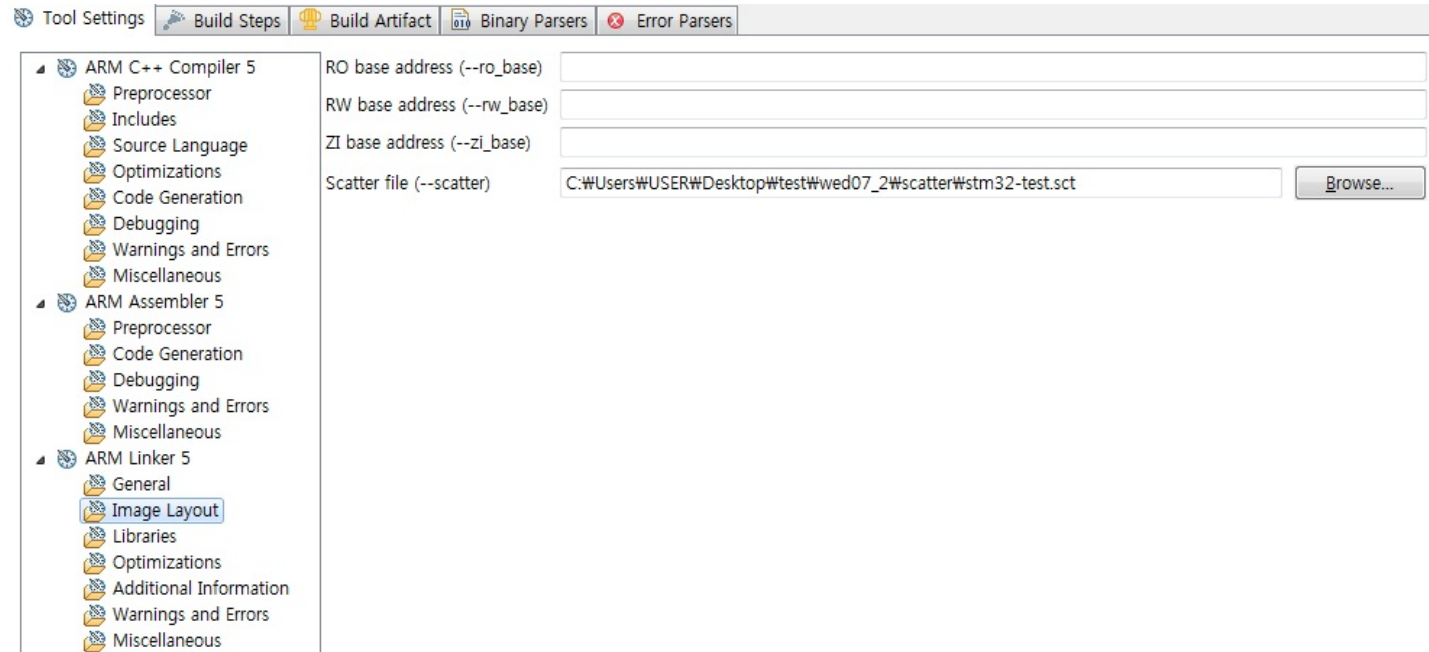 Tool Settings Build Steps Build Artifact Binary Parsers Error Parsers
ARM C++ Compiler 5
Preprocessor
Includes
Source Language
Optimizations
Code Generation
Debugging
Warnings and Errors
Miscellaneous
ARM Assembler 5
Preprocessor
Code Generation
Debugging
Warnings and Errors
Miscellaneous
ARM Linker 5
General
Image Layout
Libraries
Optimizations
Additional Information
Warnings and Errors
Miscellaneous
RO base address (--ro_base)
RW base address (--rw_base)
ZI base address (--zi_base)
Scatter file (--scatter) C:₩Users₩USER₩Desktop₩test₩wed07_2₩scatter₩stm32-test.sct Browse...